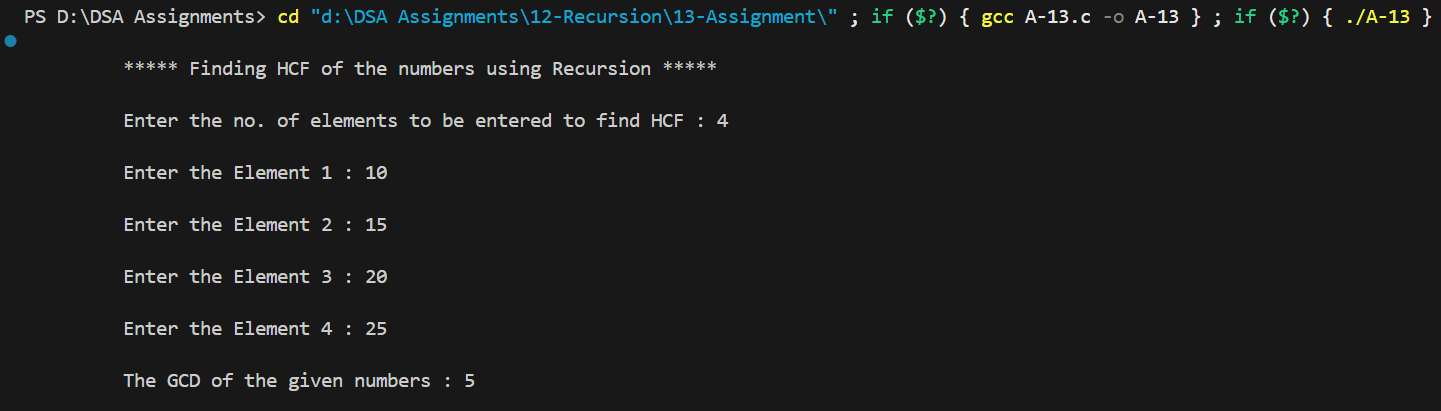 PS D:\DSA Assignments> cd "d:\DSA Assignments\12-Recursion\13-Assignment\" ; if ($?) { gcc A-13.c -o A-13 } ; if ($?) { ./A-13 }
***** Finding HCF of the numbers using Recursion *****
Enter the no. of elements to be entered to find HCF : 4
Enter the Element 1 : 10
Enter the Element 2 : 15
Enter the Element 3 : 20
Enter the Element 4 : 25
The GCD of the given numbers : 5